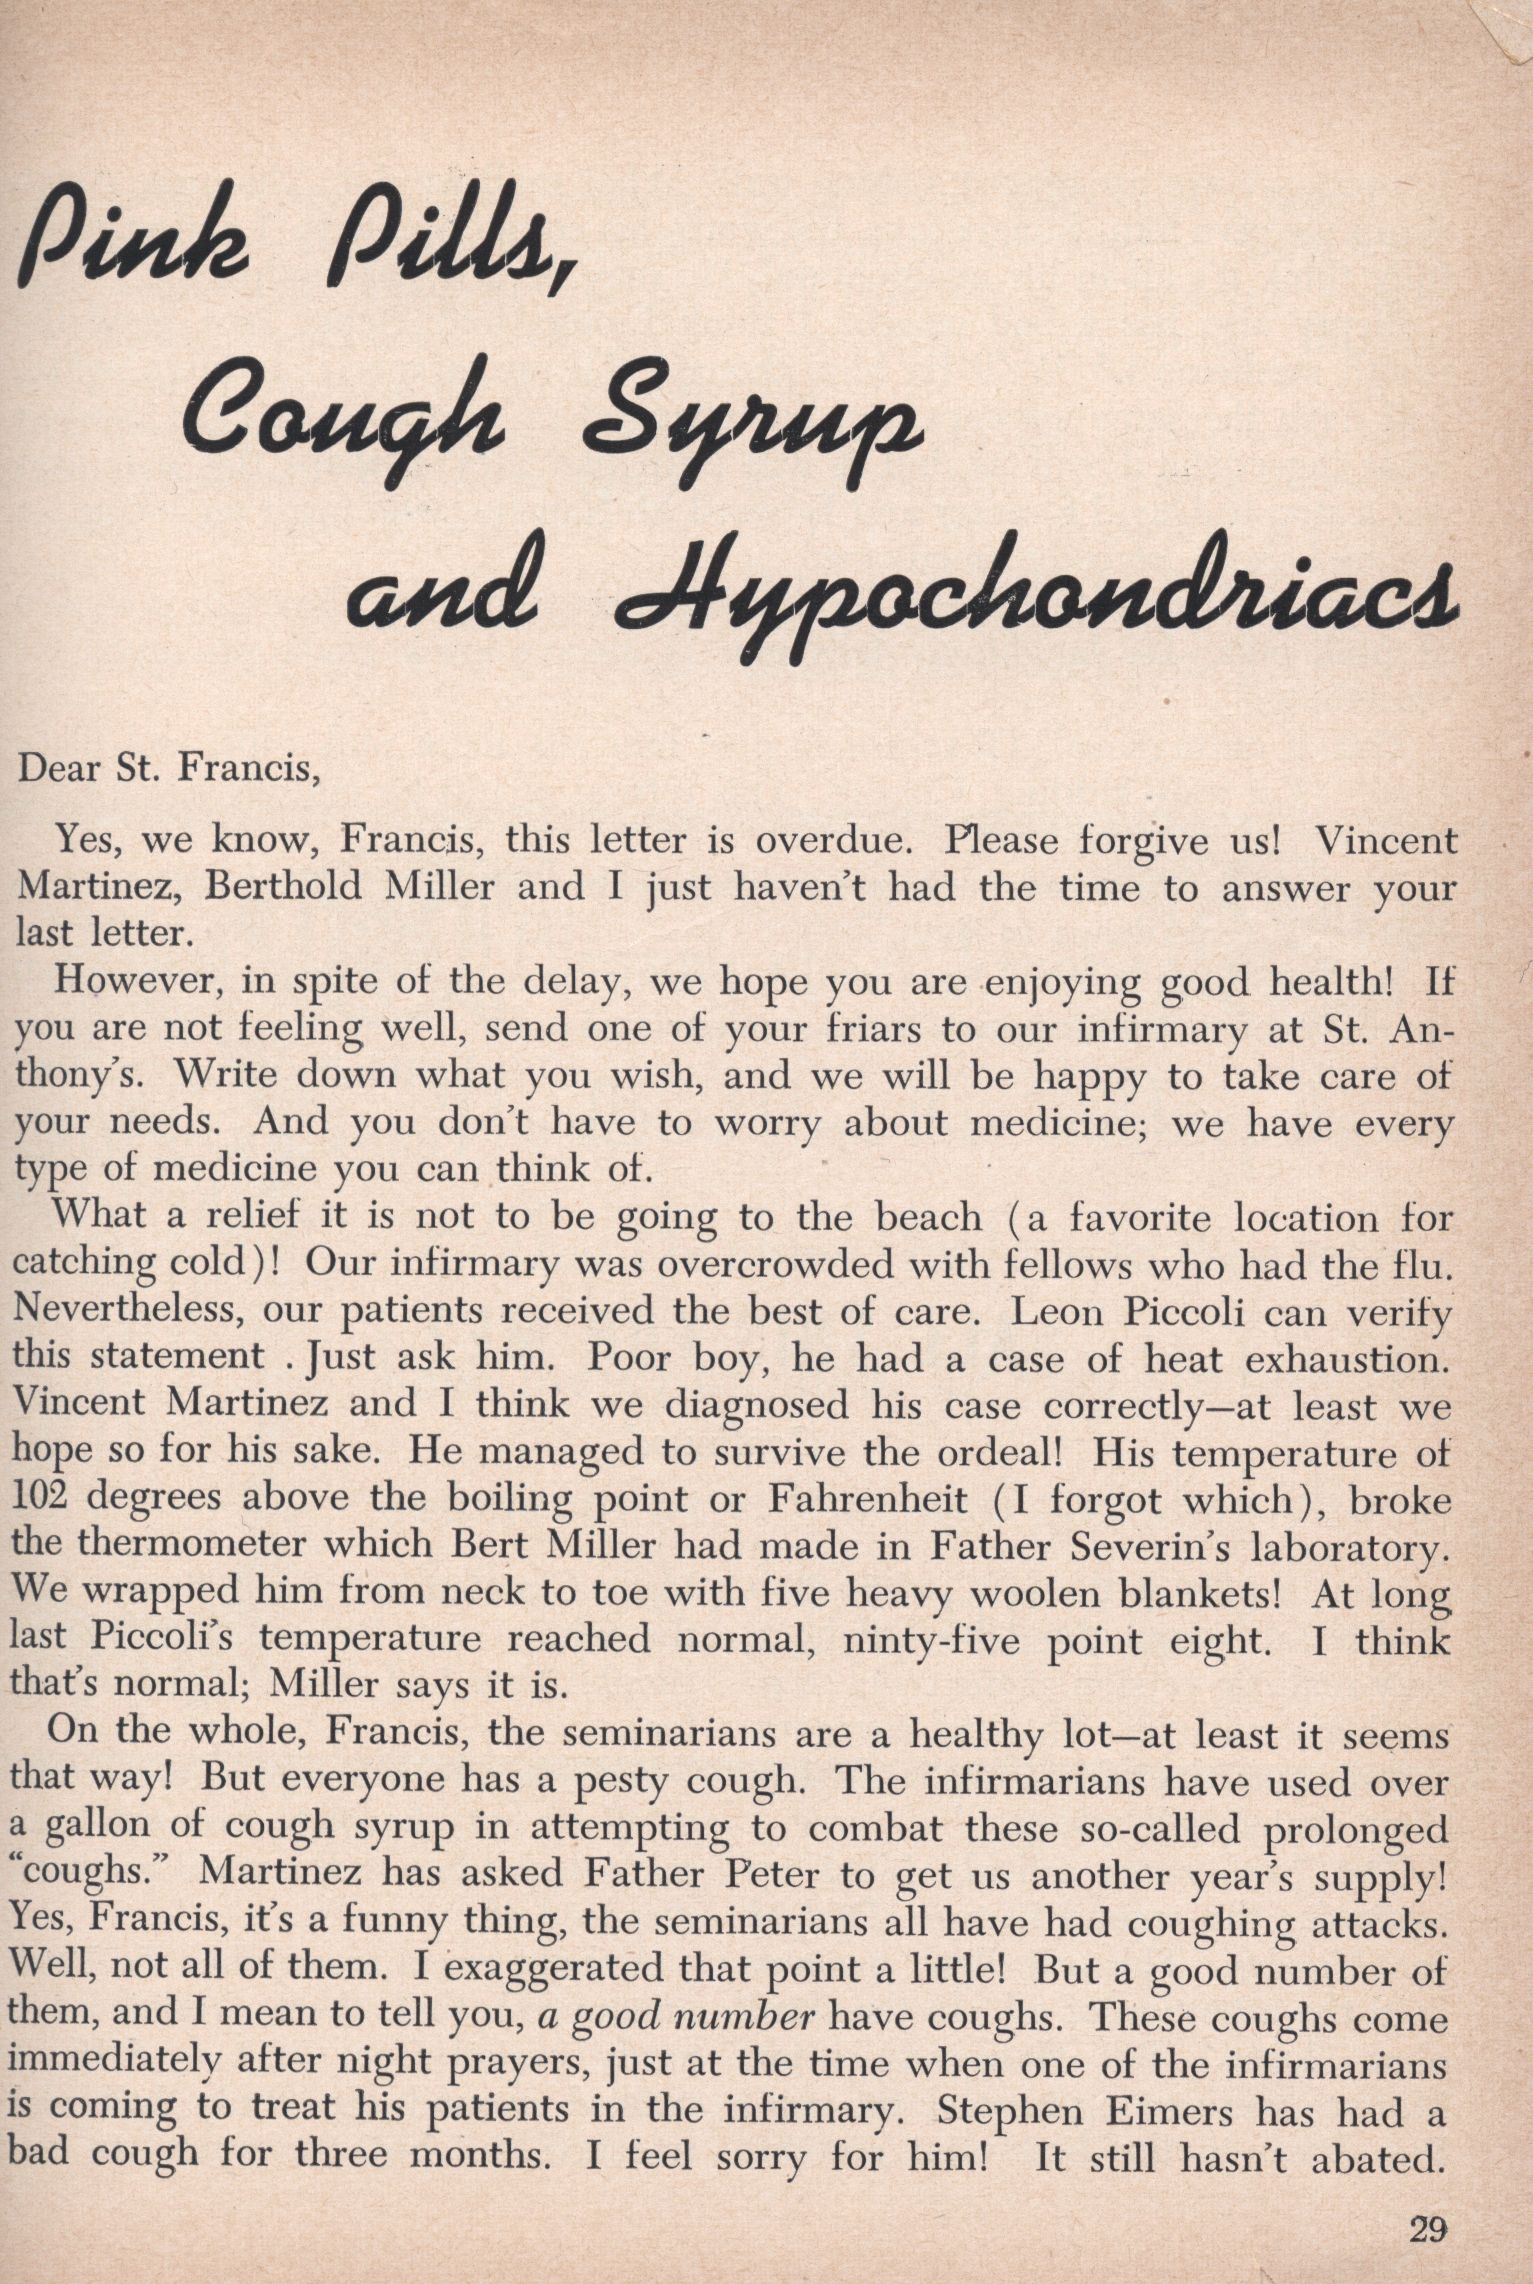 Pink Pills,
Cough Syrup
and Hypochondriacs
Dear St. Francis,
Yes, we know, Francis, this letter is overdue. Please forgive us! Vincent
Martinez, Berthold Miller and I just haven't had the time to answer your
last letter.
However, in spite of the delay, we hope you are enjoying good health! If
you are not feeling well, send one of your friars to our infirmary at St. An-
thony's. Write down what you wish, and we will be happy to take care of
your needs. And you don't have to worry about medicine; we have every
type of medicine you can think of.
What a relief it is not to be going to the beach (a favorite location for
catching cold)! Our infirmary was overcrowded with fellows who had the flu.
Nevertheless, our patients received the best of care. Leon Piccoli can verify
this statement . Just ask him. Poor boy, he had a case of heat exhaustion.
Vincent Martinez and I think we diagnosed his case correctly—at least we
hope so for his sake. He managed to survive the ordeal! His temperature of
102 degrees above the boiling point or Fahrenheit (I forgot which), broke
the thermometer which Bert Miller had made in Father Severin's laboratory.
We wrapped him from neck to toe with five heavy woolen blankets! At long
last Piccoli's temperature reached normal, ninty-five point eight. I think
that's normal; Miller says it is.
On the whole, Francis, the seminarians are a healthy lot—at least it seems
that way! But everyone has a pesty cough. The infirmarians have used over
a gallon of cough syrup in attempting to combat these so-called prolonged
"coughs." Martinez has asked Father Peter to get us another year's supply!
Yes, Francis, it's a funny thing, the seminarians all have had coughing attacks.
Well, not all of them. I exaggerated that point a little! But a good number of
them, and I mean to tell you, a good number have coughs. These coughs come
immediately after night prayers, just at the time when one of the infirmarians
is coming to treat his patients in the infirmary. Stephen Eimers has had a
bad cough for three months. I feel sorry for him! It still hasn't abated.
29